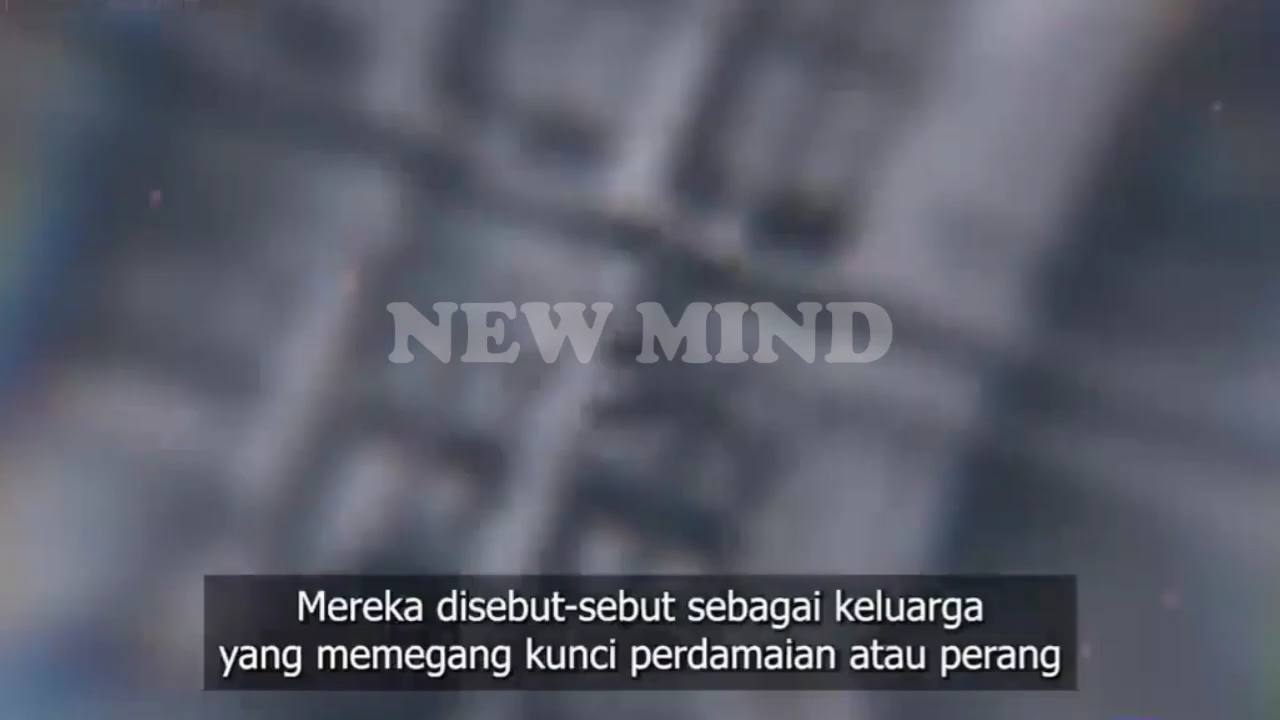 NEW MIND
Mereka disebut-sebut sebagai keluarga
yang memegang kunci perdamaian atau perang